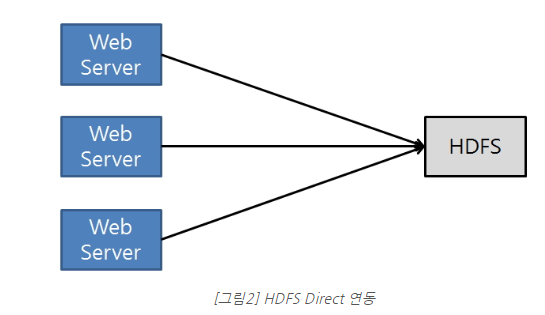 Web
Server
Web
Server
HDFS
Web
Server
[그림2] HDFS Direct 연동